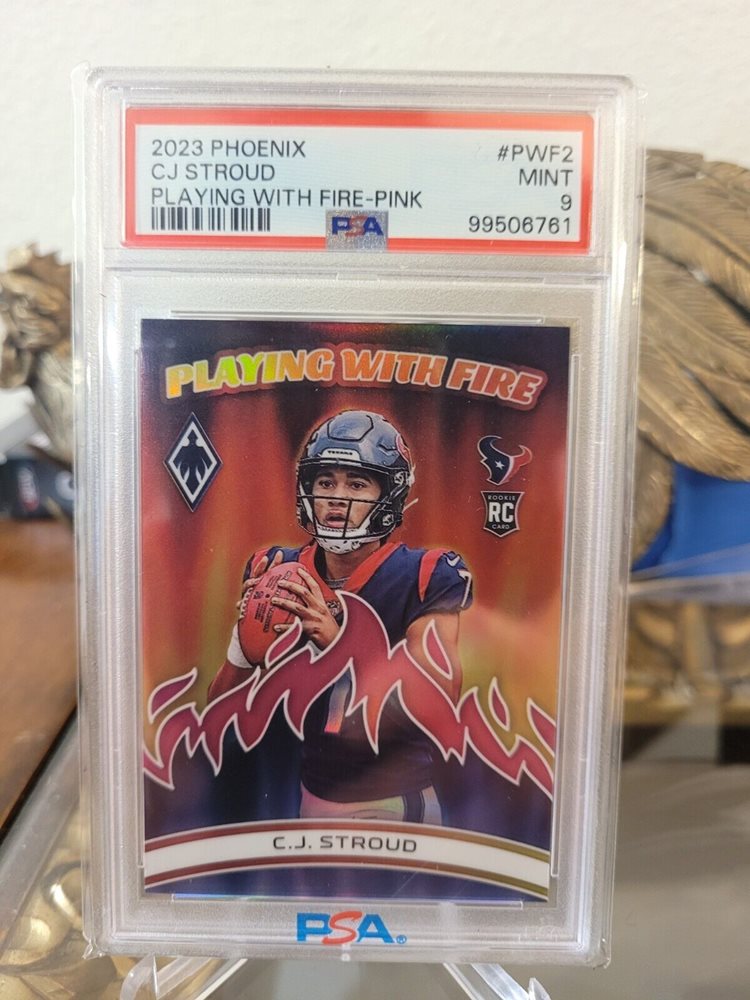 2023 PHOENIX #PWF2
CJ STROUD MINT
PLAYING WITH FIRE-PINK 9
PSA 99506761
PLAYING WITH FIRE
TEXANS
ROOKIE
RC
CARD
C.J. STROUD
PSA®